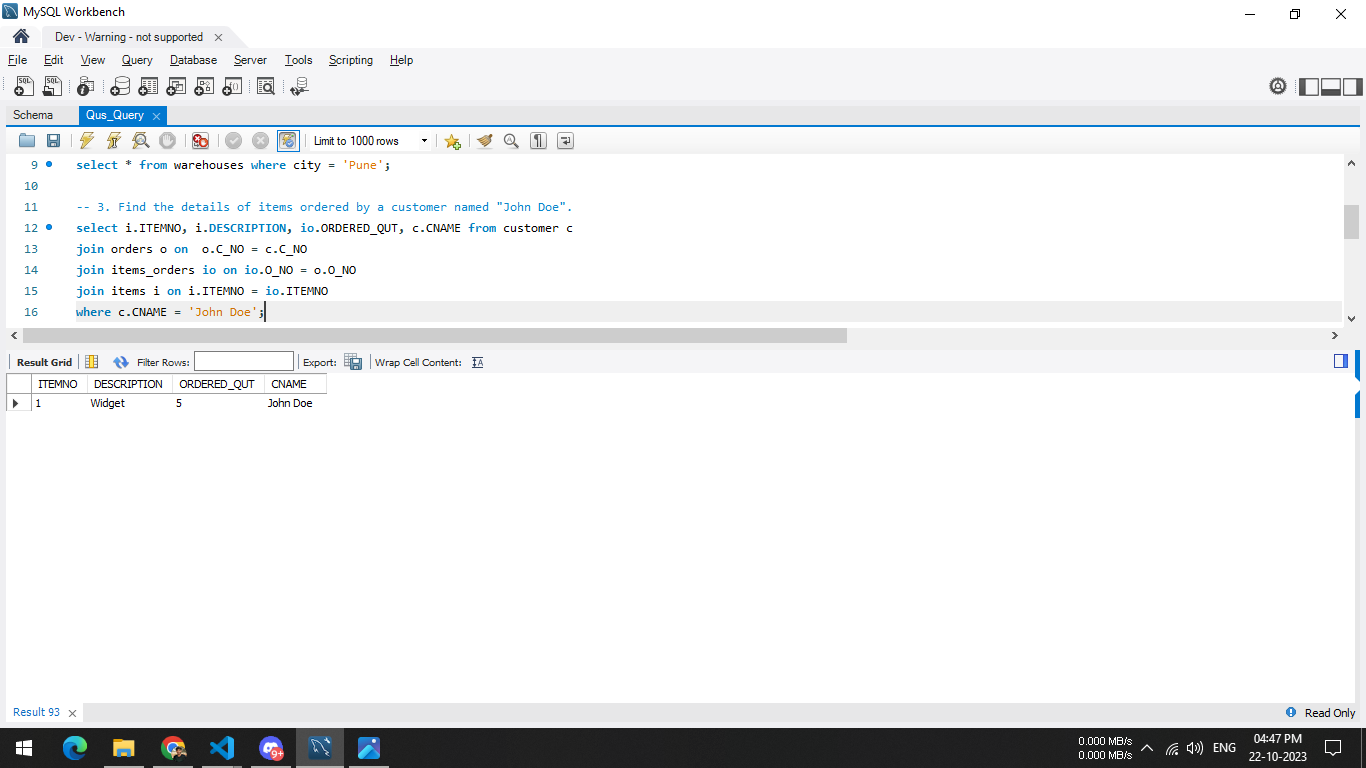 MySQL Workbench
Dev - Warning - not supported
File Edit View Query Database Server Tools Scripting Help
Schema Qus_Query
Limit to 1000 rows
9 select * from warehouses where city = 'Pune';
10
11 -- 3. Find the details of items ordered by a customer named "John Doe".
12 select i.ITEMNO, i.DESCRIPTION, io.ORDERED_QUT, c.CNAME from customer c
13 join orders o on  o.C_NO = c.C_NO
14 join items_orders io on io.O_NO = o.O_NO
15 join items i on i.ITEMNO = io.ITEMNO
16 where c.CNAME = 'John Doe';
Result Grid Filter Rows: Export: Wrap Cell Content:
ITEMNO DESCRIPTION ORDERED_QUT CNAME
1 Widget 5 John Doe
Result 93 Read Only
0.000 MB/s
0.000 MB/s
9+
ENG
04:47 PM
22-10-2023